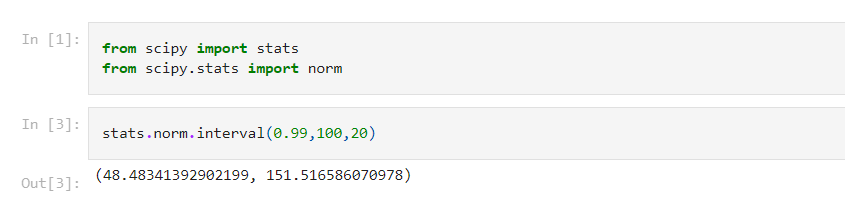 In [1]:
from scipy import stats
from scipy.stats import norm
In [3]:
stats.norm.interval(0.99,100,20)
Out[3]:
(48.48341392902199, 151.516586070978)